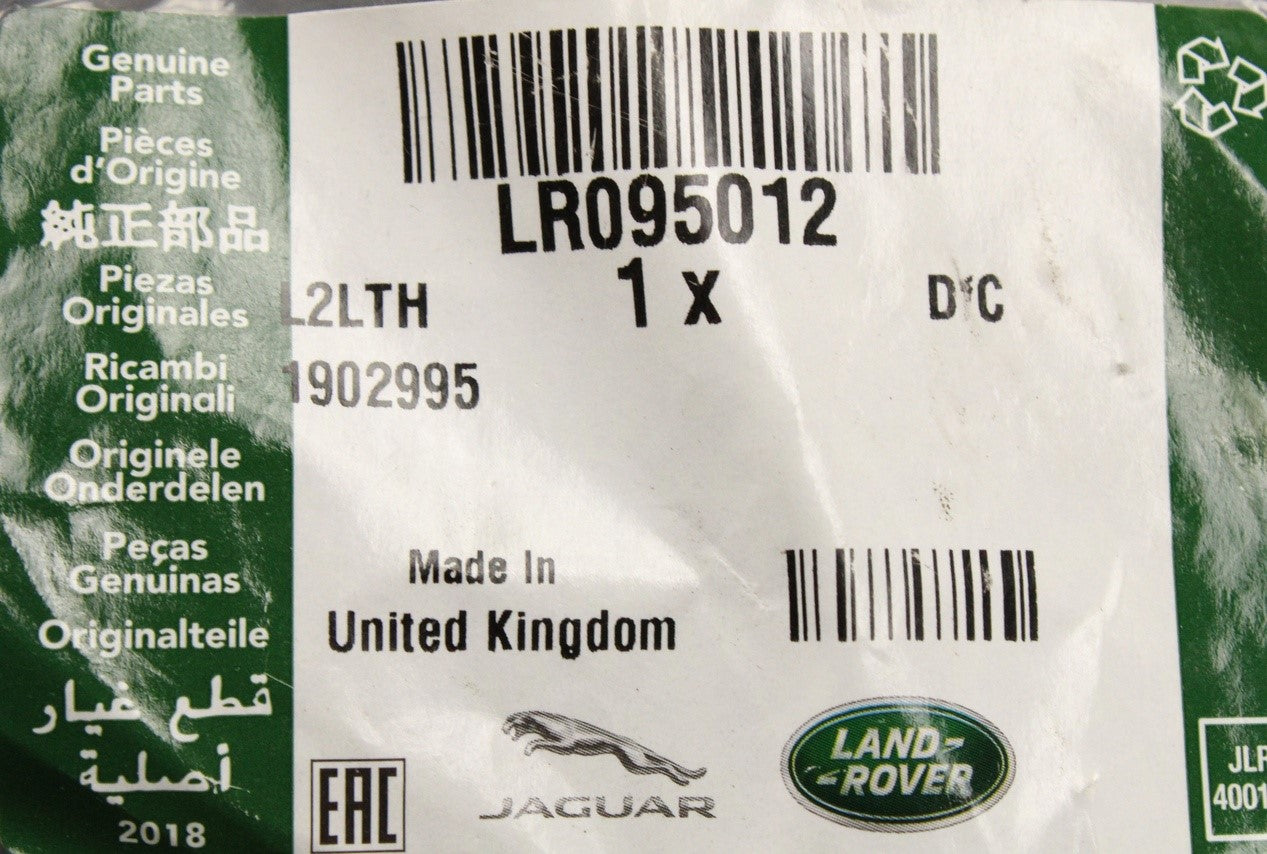 Genuine
Parts
Pièces
d'Origine
純正部品
Piezas
Originales
Ricambi
Originali
Originele
Onderdelen
Peças
Genuinas
Originalteile
قطع غيار
أصلية
2018
LR095012
L2LTH
1 x
1902995
Made In
United Kingdom
EAC
JAGUAR
LAND-
-ROVER
JLR
4001